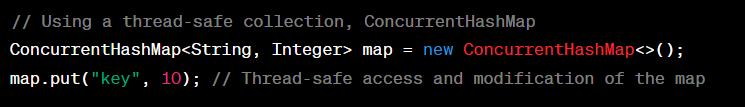 // Using a thread-safe collection, ConcurrentHashMap
ConcurrentHashMap<String, Integer> map = new ConcurrentHashMap<>();
map.put("key", 10); // Thread-safe access and modification of the map